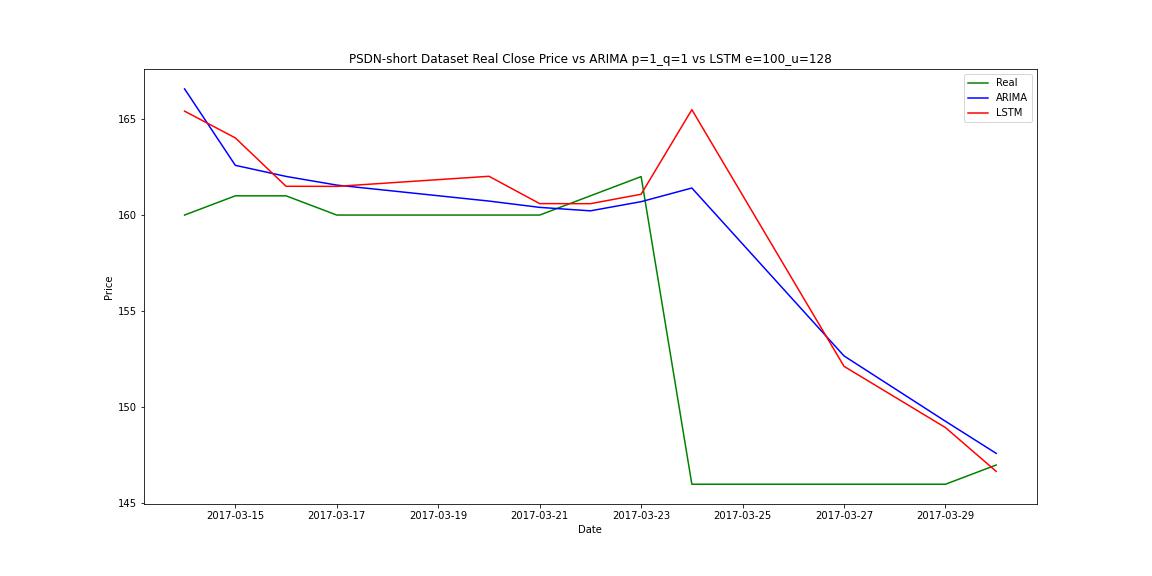 PSDN-short Dataset Real Close Price vs ARIMA p=1_q=1 vs LSTM e=100_u=128
Real
ARIMA
LSTM
165
160
155
150
145
Price
2017-03-15 2017-03-17 2017-03-19 2017-03-21 2017-03-23 2017-03-25 2017-03-27 2017-03-29
Date